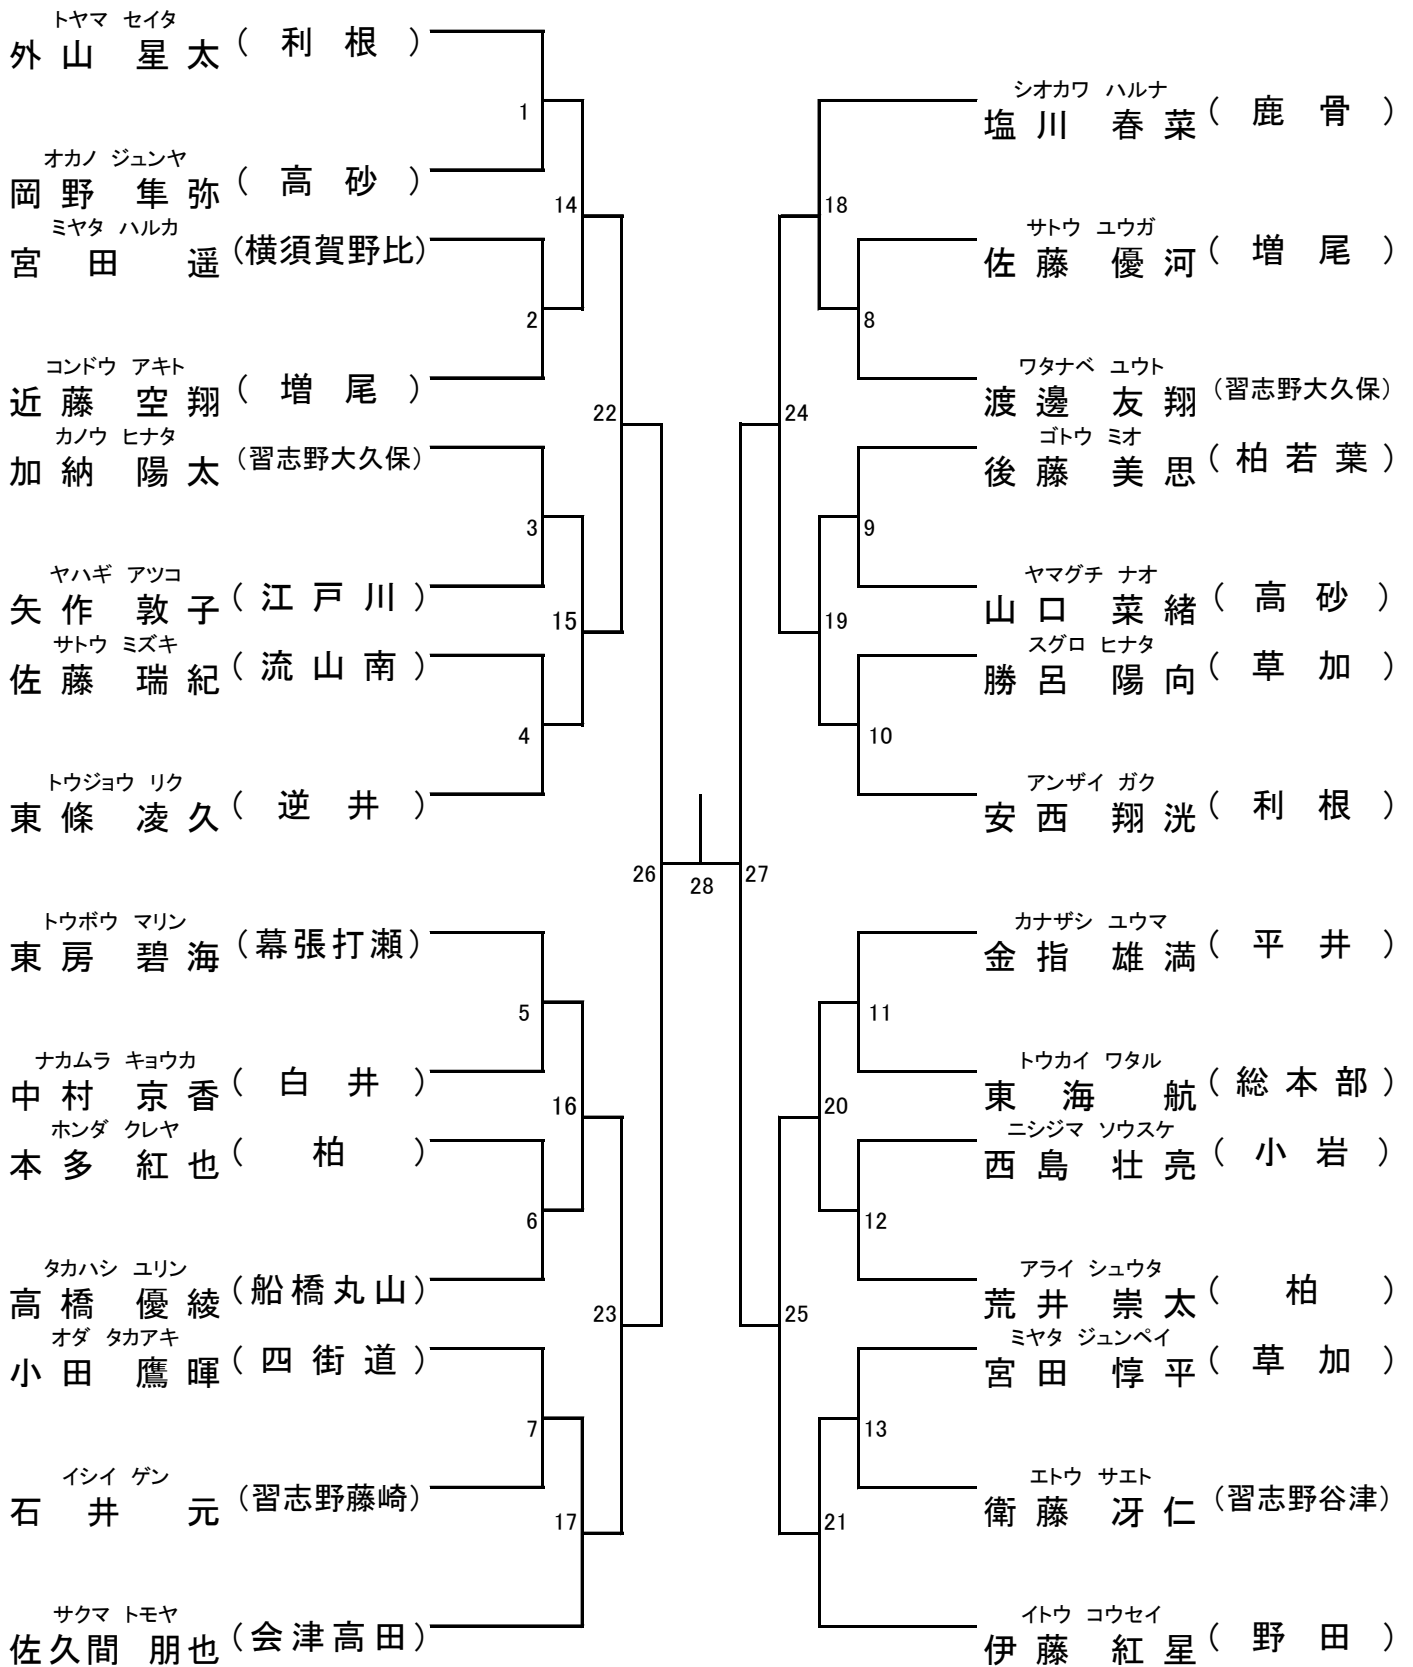 トヤマ セイタ
外山 星太 (利根)
1
オカノ ジュンヤ
岡野 隼弥 (高砂)
14
ミヤタ ハルカ
宮田 遥 (横須賀野比)
2
コンドウ アキト
近藤 空翔 (増尾)
22
カノウ ヒナタ
加納 陽太 (習志野大久保)
3
ヤハギ アツコ
矢作 敦子 (江戸川)
15
サトウ ミズキ
佐藤 瑞紀 (流山南)
4
トウジョウ リク
東條 凌久 (逆井)
26
トウボウ マリン
東房 碧海 (幕張打瀬)
5
ナカムラ キョウカ
中村 京香 (白井)
16
ホンダ クレヤ
本多 紅也 (柏)
6
タカハシ ユリン
高橋 優綾 (船橋丸山)
23
オダ タカアキ
小田 鷹暉 (四街道)
7
イシイ ゲン
石井 元 (習志野藤崎)
17
サクマ トモヤ
佐久間 朋也 (会津高田)
28
シオカワ ハルナ
塩川 春菜 (鹿骨)
18
サトウ ユウガ
佐藤 優河 (増尾)
8
ワタナベ ユウト
渡邊 友翔 (習志野大久保)
24
ゴトウ ミオ
後藤 美思 (柏若葉)
9
ヤマグチ ナオ
山口 菜緒 (高砂)
19
スグロ ヒナタ
勝呂 陽向 (草加)
10
アンザイ ガク
安西 翔洸 (利根)
27
カナザシ ユウマ
金指 雄満 (平井)
11
トウカイ ワタル
東海 航 (総本部)
20
ニシジマ ソウスケ
西島 壮亮 (小岩)
12
アライ シュウタ
荒井 崇太 (柏)
25
ミヤタ ジュンペイ
宮田 惇平 (草加)
13
エトウ サエト
衛藤 冴仁 (習志野谷津)
21
イトウ コウセイ
伊藤 紅星 (野田)